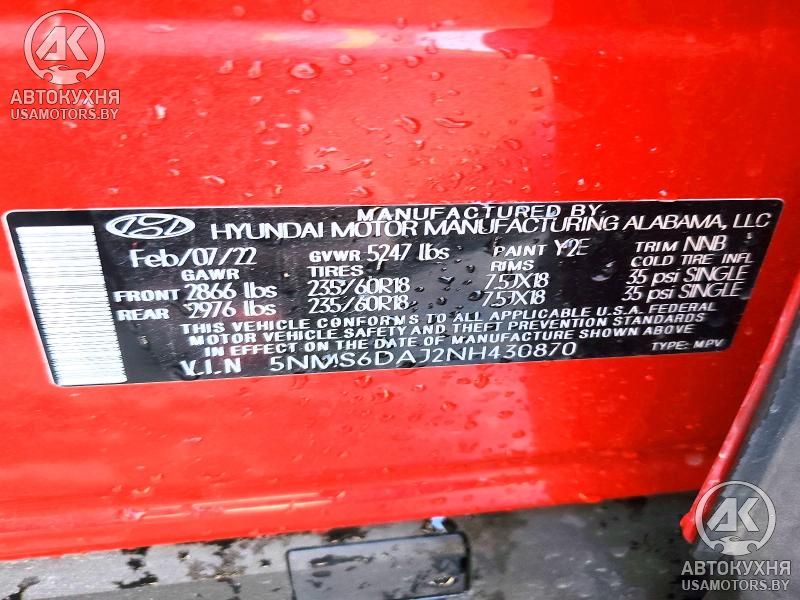 АК
АВТОКУХНЯ
USAMOTORS.BY
MANUFACTURED BY
HYUNDAI MOTOR MANUFACTURING ALABAMA, LLC
Feb/07/22 GVWR 5247 lbs PAINT Y2E TRIM NNB
GAWR TIRES RIMS COLD TIRE INFL
FRONT 2866 lbs 235/60R18 7.5JX18 35 psi SINGLE
REAR 2976 lbs 235/60R18 7.5JX18 35 psi SINGLE
THIS VEHICLE CONFORMS TO ALL APPLICABLE U.S.A. FEDERAL
MOTOR VEHICLE SAFETY AND THEFT PREVENTION STANDARDS
IN EFFECT ON THE DATE OF MANUFACTURE SHOWN ABOVE
V.I.N 5NMS6DAJ2NH430870 TYPE: MPV
АК
АВТОКУХНЯ
USAMOTORS.BY